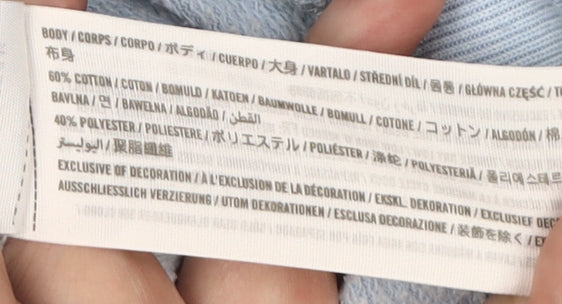 BODY / CORPS / CORPO / ボディ / CUERPO / 大身 / VARTALO / STŘEDNÍ DÍL / 몸통 / GŁÓWNA CZĘŚĆ /
布身
60% COTTON / COTON / BOMULD / KATOEN / BAUMWOLLE / BOMULL / COTONE / コットン / ALGODÓN / 棉
BAVLNA / 면 / BAWEŁNA / ALGODÃO / القطن
40% POLYESTER / POLIESTERE / ポリエステル / POLIÉSTER / 滌綸 / POLYESTERIÄ / 폴리에스테르
البوليستر / 聚脂纖維
EXCLUSIVE OF DECORATION / À L'EXCLUSION DE LA DÉCORATION / EKSKL. DEKORATION / EXCLUSIEF
AUSSCHLIESSLICH VERZIERUNG / UTOM DEKORATIONEN / ESCLUSA DECORAZIONE / 装飾を除く /